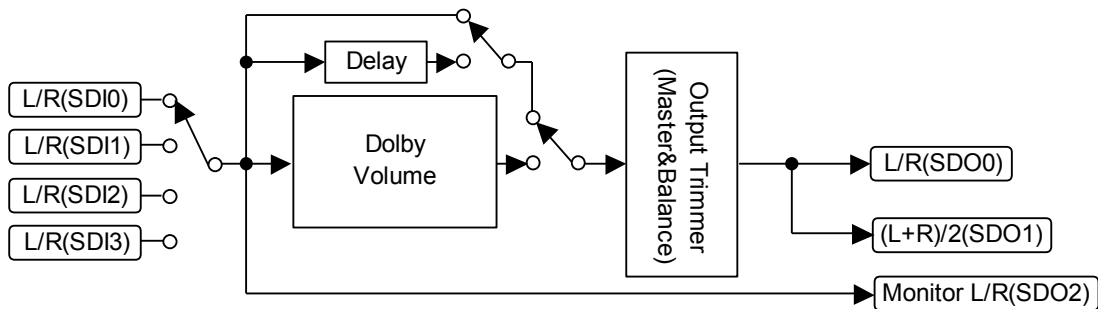 L/R(SDI0)
L/R(SDI1)
L/R(SDI2)
L/R(SDI3)
Delay
Dolby
Volume
Output Trimmer
(Master&Balance)
L/R(SDO0)
(L+R)/2(SDO1)
Monitor L/R(SDO2)